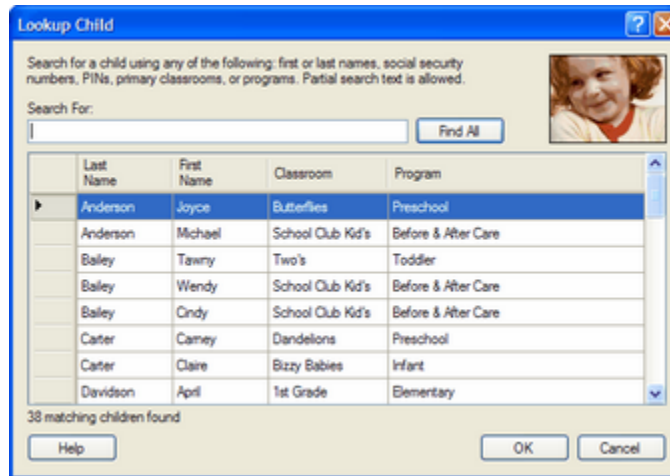 Lookup Child
Search for a child using any of the following: first or last names, social security
numbers, PINs, primary classrooms, or programs. Partial search text is allowed.
Search For:
Find All
Last Name First Name Classroom Program
Anderson Joyce Butterflies Preschool
Anderson Michael School Club Kid's Before & After Care
Bailey Tawny Two's Toddler
Bailey Wendy School Club Kid's Before & After Care
Bailey Cindy School Club Kid's Before & After Care
Carter Carney Dandelions Preschool
Carter Claire Bizzy Babies Infant
Davidson April 1st Grade Elementary
38 matching children found
Help OK Cancel